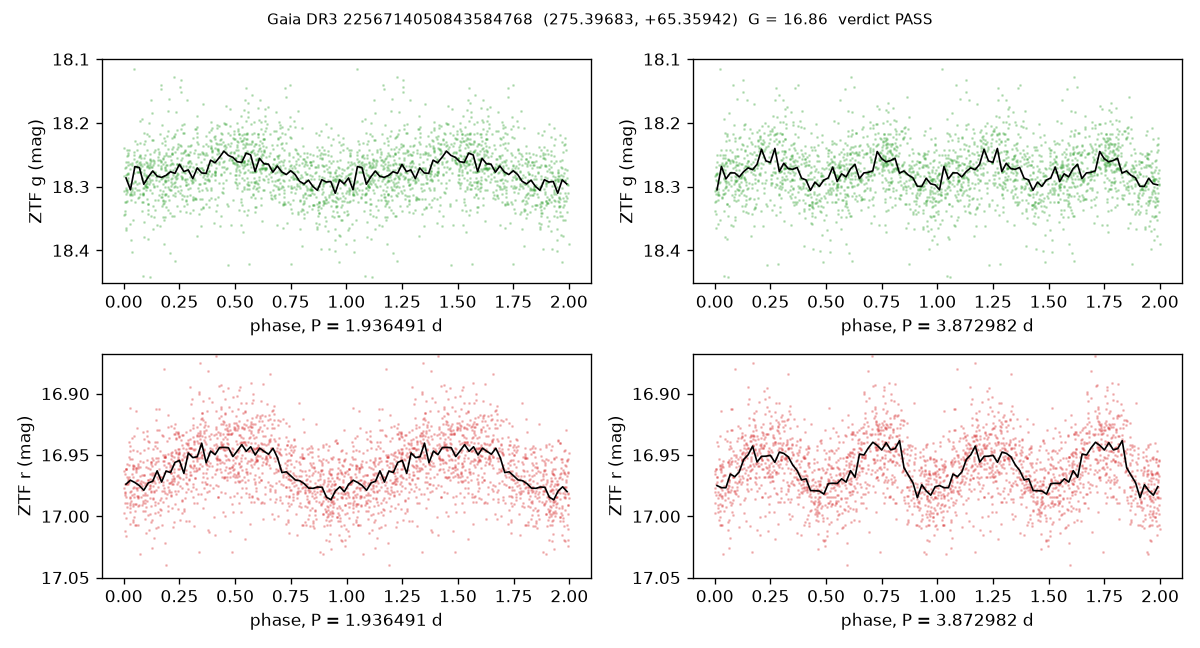 Gaia DR3 2256714050843584768 (275.39683, +65.35942) G = 16.86 verdict PASS
ZTF g (mag)
18.1
18.2
18.3
18.4
0.00 0.25 0.50 0.75 1.00 1.25 1.50 1.75 2.00
phase, P = 1.936491 d
ZTF g (mag)
18.1
18.2
18.3
18.4
0.00 0.25 0.50 0.75 1.00 1.25 1.50 1.75 2.00
phase, P = 3.872982 d
ZTF r (mag)
16.90
16.95
17.00
17.05
0.00 0.25 0.50 0.75 1.00 1.25 1.50 1.75 2.00
phase, P = 1.936491 d
ZTF r (mag)
16.90
16.95
17.00
17.05
0.00 0.25 0.50 0.75 1.00 1.25 1.50 1.75 2.00
phase, P = 3.872982 d